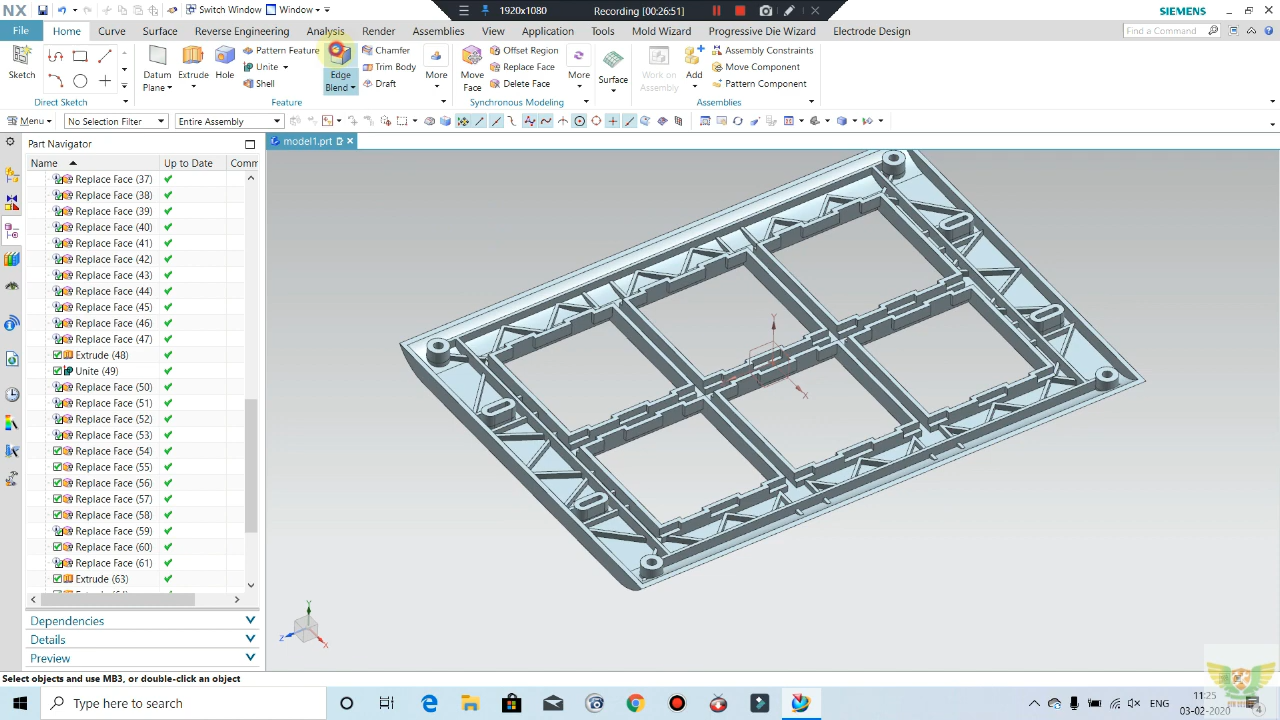 NX
Switch Window
Window
1920x1080
Recording [00:26:51]
SIEMENS
File
Home
Surface
Reverse Engineering
Analysis
Render
Assemblies
View
Application
Tools
Mold Wizard
Progressive Die Wizard
Electrode Design
Find a Command
Sketch
Direct Sketch
Datum Plane
Extrude
Hole
Pattern Feature
Unite
Shell
Edge Blend
Chamfer
Trim Body
Draft
More
Feature
Move Face
Offset Region
Replace Face
Delete Face
More
Synchronous Modeling
Surface
Work on Assembly
Add
Assembly Constraints
Move Component
Pattern Component
Assemblies
Menu
No Selection Filter
Entire Assembly
Part Navigator
model1.prt
Name
Up to Date
Comm
Replace Face (37)
Replace Face (38)
Replace Face (39)
Replace Face (40)
Replace Face (41)
Replace Face (42)
Replace Face (43)
Replace Face (44)
Replace Face (45)
Replace Face (46)
Replace Face (47)
Extrude (48)
Unite (49)
Replace Face (50)
Replace Face (51)
Replace Face (52)
Replace Face (53)
Replace Face (54)
Replace Face (55)
Replace Face (56)
Replace Face (57)
Replace Face (58)
Replace Face (59)
Replace Face (60)
Replace Face (61)
Extrude (63)
Dependencies
Details
Preview
Y
X
Y
Z
X
Select objects and use MB3, or double-click an object
Type here to search
ENG
11:25
03-02-2020
4